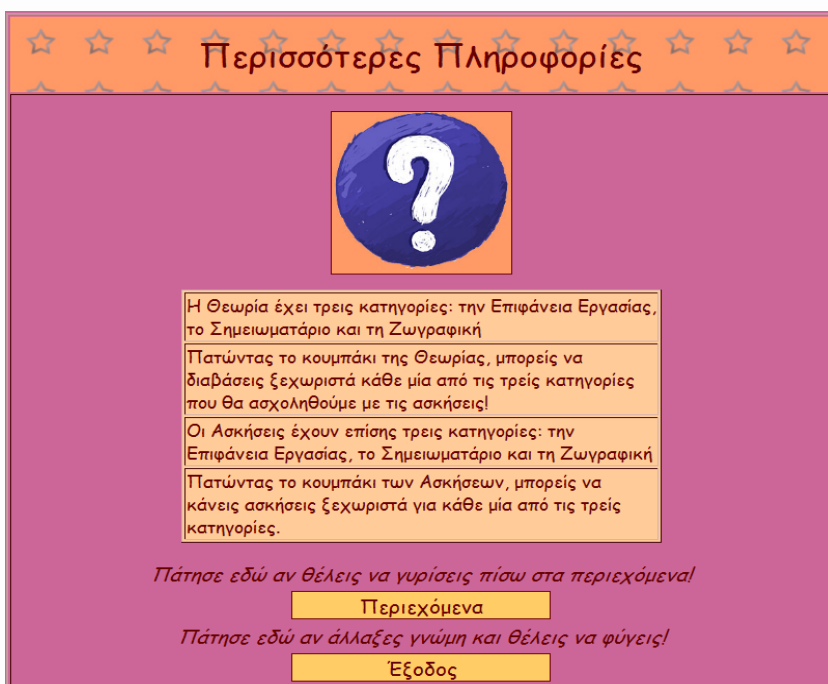 Περισσότερες Πληροφορίες
?
Η Θεωρία έχει τρεις κατηγορίες: την Επιφάνεια Εργασίας,
το Σημειωματάριο και τη Ζωγραφική
Πατώντας το κουμπάκι της Θεωρίας, μπορείς να
διαβάσεις ξεχωριστά κάθε μία από τις τρείς κατηγορίες
που θα ασχοληθούμε με τις ασκήσεις!
Οι Ασκήσεις έχουν επίσης τρεις κατηγορίες: την
Επιφάνεια Εργασίας, το Σημειωματάριο και τη Ζωγραφική
Πατώντας το κουμπάκι των Ασκήσεων, μπορείς να
κάνεις ασκήσεις ξεχωριστά για κάθε μία από τις τρείς
κατηγορίες.
Πάτησε εδώ αν θέλεις να γυρίσεις πίσω στα περιεχόμενα!
Περιεχόμενα
Πάτησε εδώ αν άλλαξες γνώμη και θέλεις να φύγεις!
Έξοδος